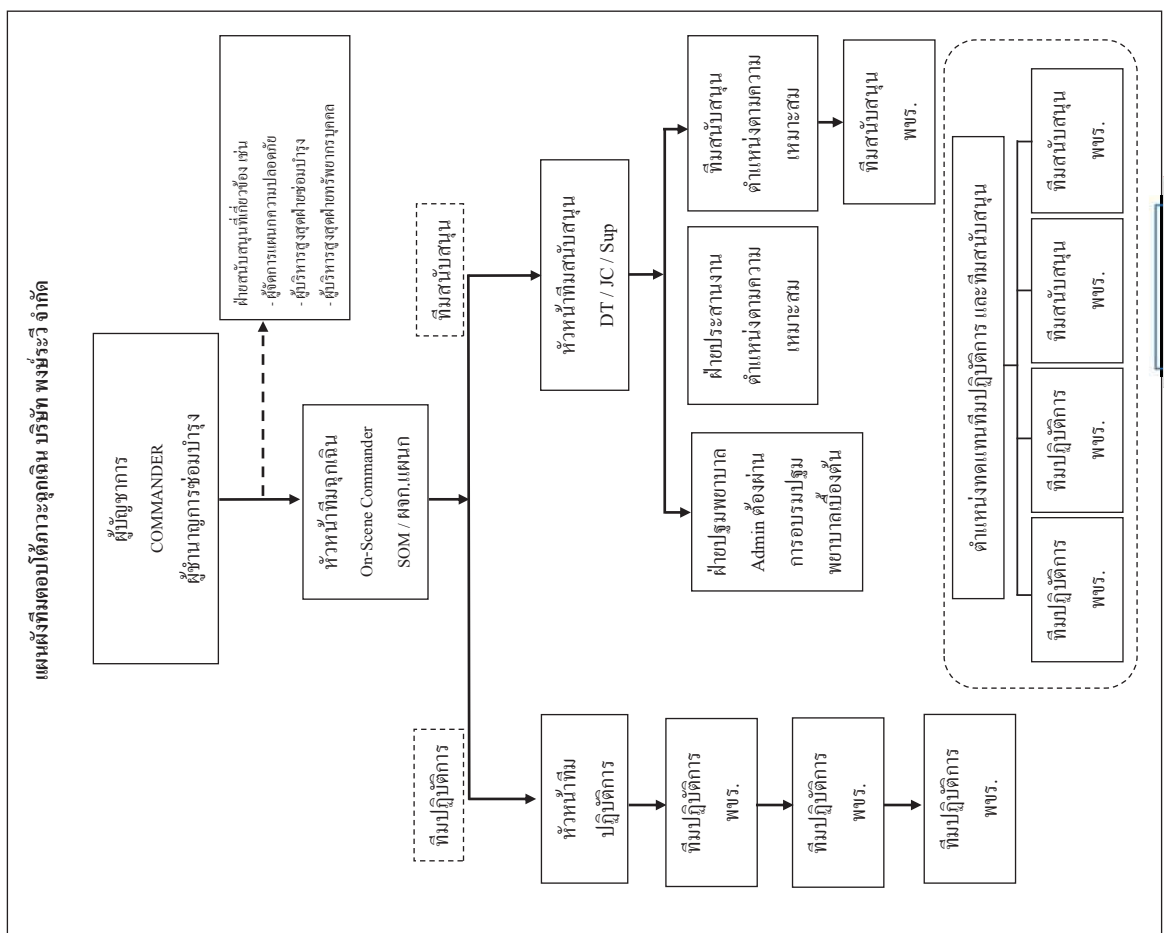 แผนผังทีมตอบโต้ภาวะฉุกเฉิน บริษัท พงษ์ระวี จำกัด
ผู้บัญชาการ
COMMANDER
ผู้ชำนาญการซ่อมบำรุง
ฝ่ายสนับสนุนที่เกี่ยวข้อง เช่น
- ผู้จัดการแผนกความปลอดภัย
- ผู้บริหารสูงสุดฝ่ายซ่อมบำรุง
- ผู้บริหารสูงสุดฝ่ายทรัพยากรบุคคล
หัวหน้าทีมฉุกเฉิน
On-Scene Commander
SOM / ผจก.แผนก
ทีมปฏิบัติการ
ทีมสนับสนุน
หัวหน้าทีม
ปฏิบัติการ
ทีมปฏิบัติการ
พขร.
ทีมปฏิบัติการ
พขร.
ทีมปฏิบัติการ
พขร.
หัวหน้าทีมสนับสนุน
DT / JC / Sup
ฝ่ายปฐมพยาบาล
Admin ต้องผ่าน
การอบรมปฐม
พยาบาลเบื้องต้น
ฝ่ายประสานงาน
ตำแหน่งตามความ
เหมาะสม
ทีมสนับสนุน
ตำแหน่งตามความ
เหมาะสม
ทีมสนับสนุน
พขร.
ตำแหน่งทดแทนทีมปฏิบัติการ และทีมสนับสนุน
ทีมปฏิบัติการ
พขร.
ทีมปฏิบัติการ
พขร.
ทีมสนับสนุน
พขร.
ทีมสนับสนุน
พขร.